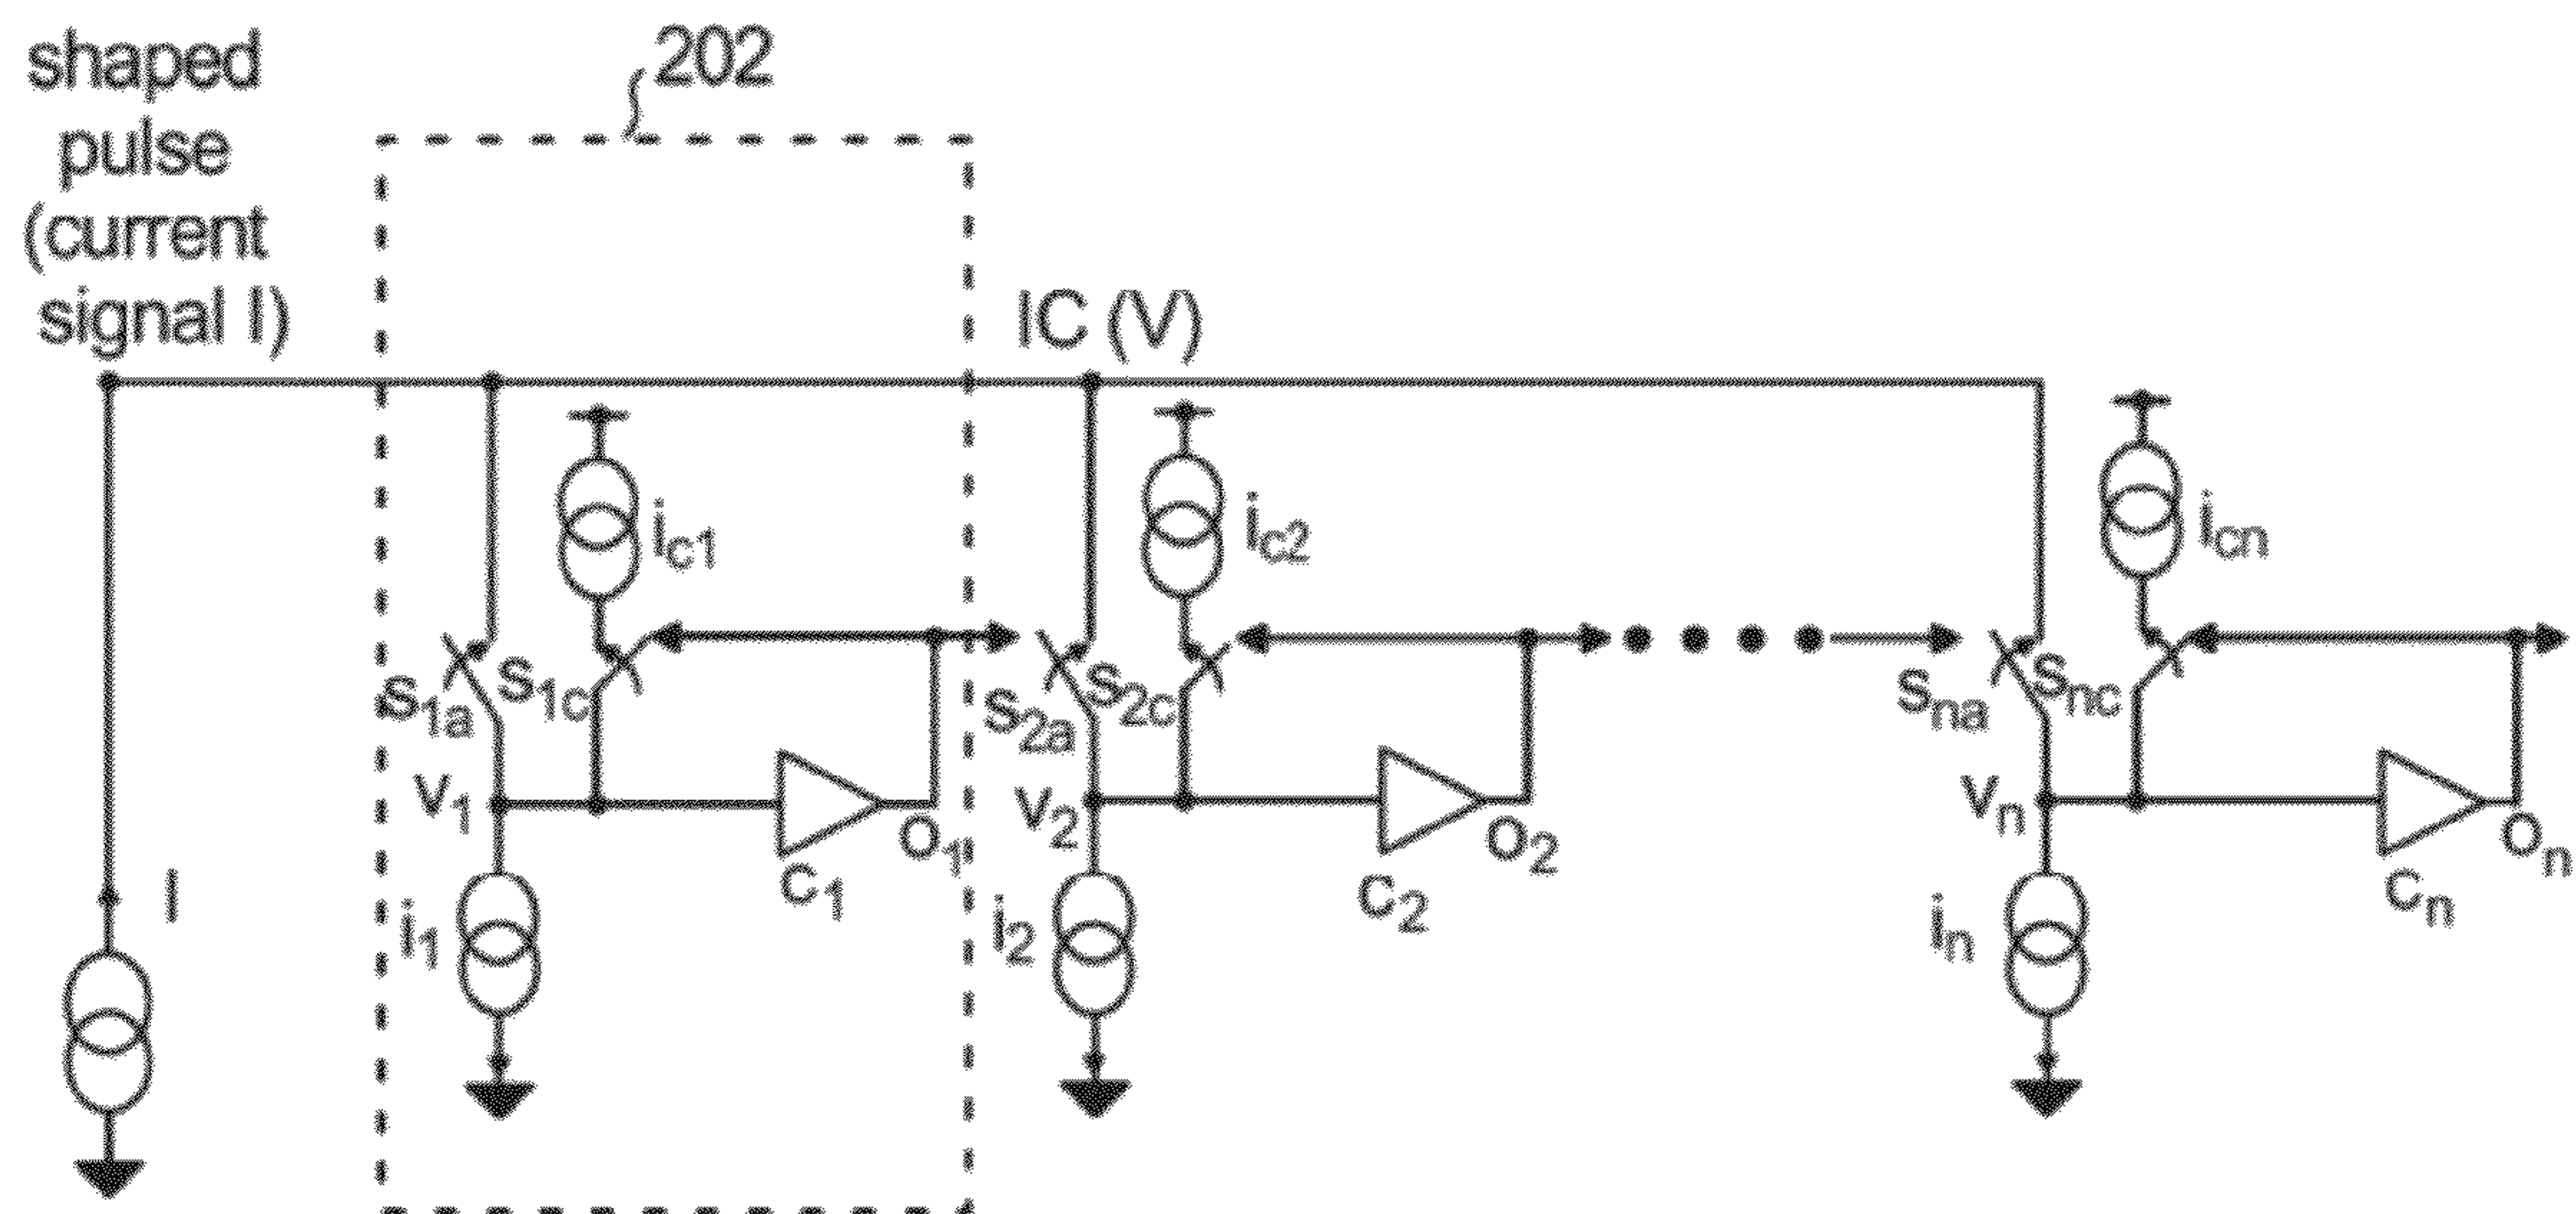 shaped
pulse
(current
signal I)
202
IC (V)
i_c1
i_c2
i_cn
s_1a
s_1c
s_2a
s_2c
s_na
s_nc
v_1
o_1
v_2
o_2
v_n
o_n
I
i_1
c_1
i_2
c_2
i_n
c_n